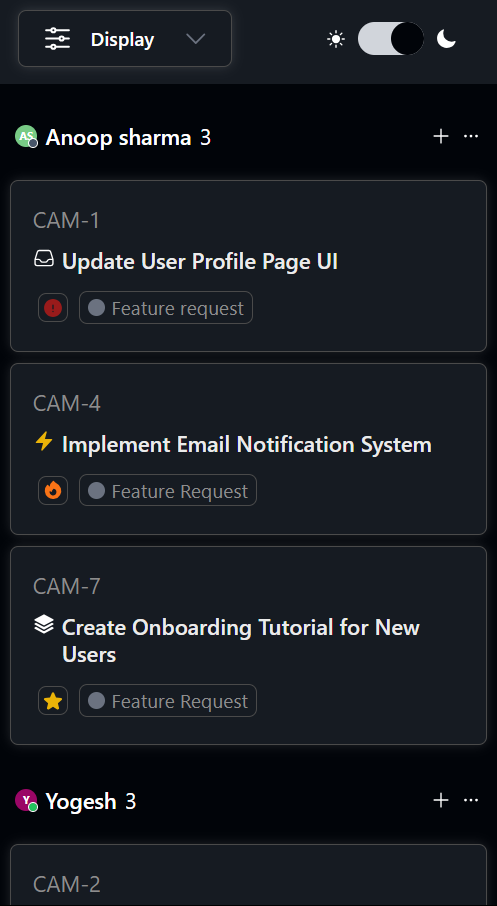 Display
AS Anoop sharma 3
CAM-1
Update User Profile Page UI
Feature request
CAM-4
Implement Email Notification System
Feature Request
CAM-7
Create Onboarding Tutorial for New
Users
Feature Request
Y Yogesh 3
CAM-2